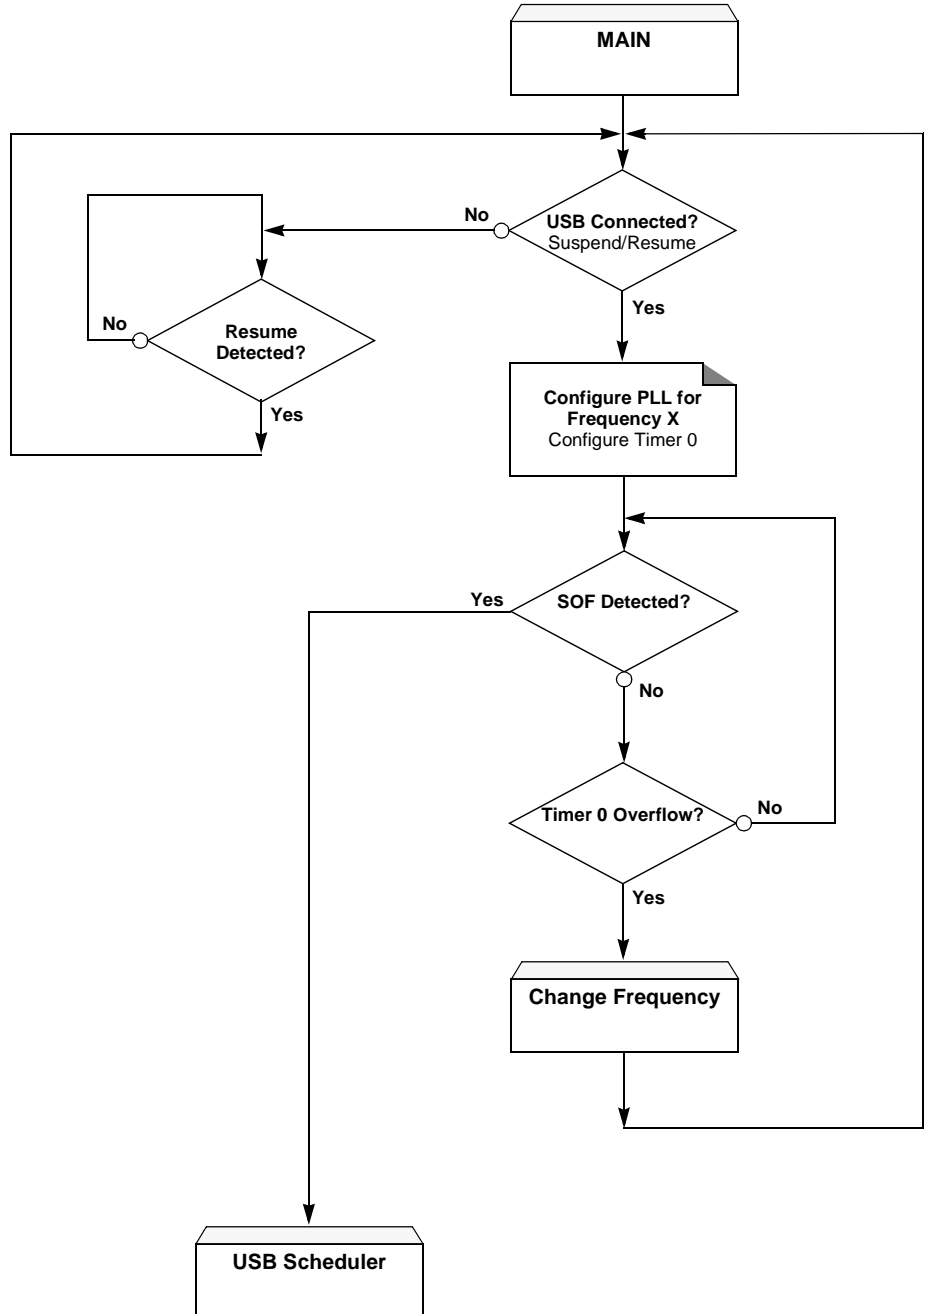 MAIN
No
USB Connected?
Suspend/Resume
Yes
No
Resume
Detected?
Yes
Configure PLL for
Frequency X
Configure Timer 0
Yes
SOF Detected?
No
Timer 0 Overflow?
No
Yes
Change Frequency
USB Scheduler